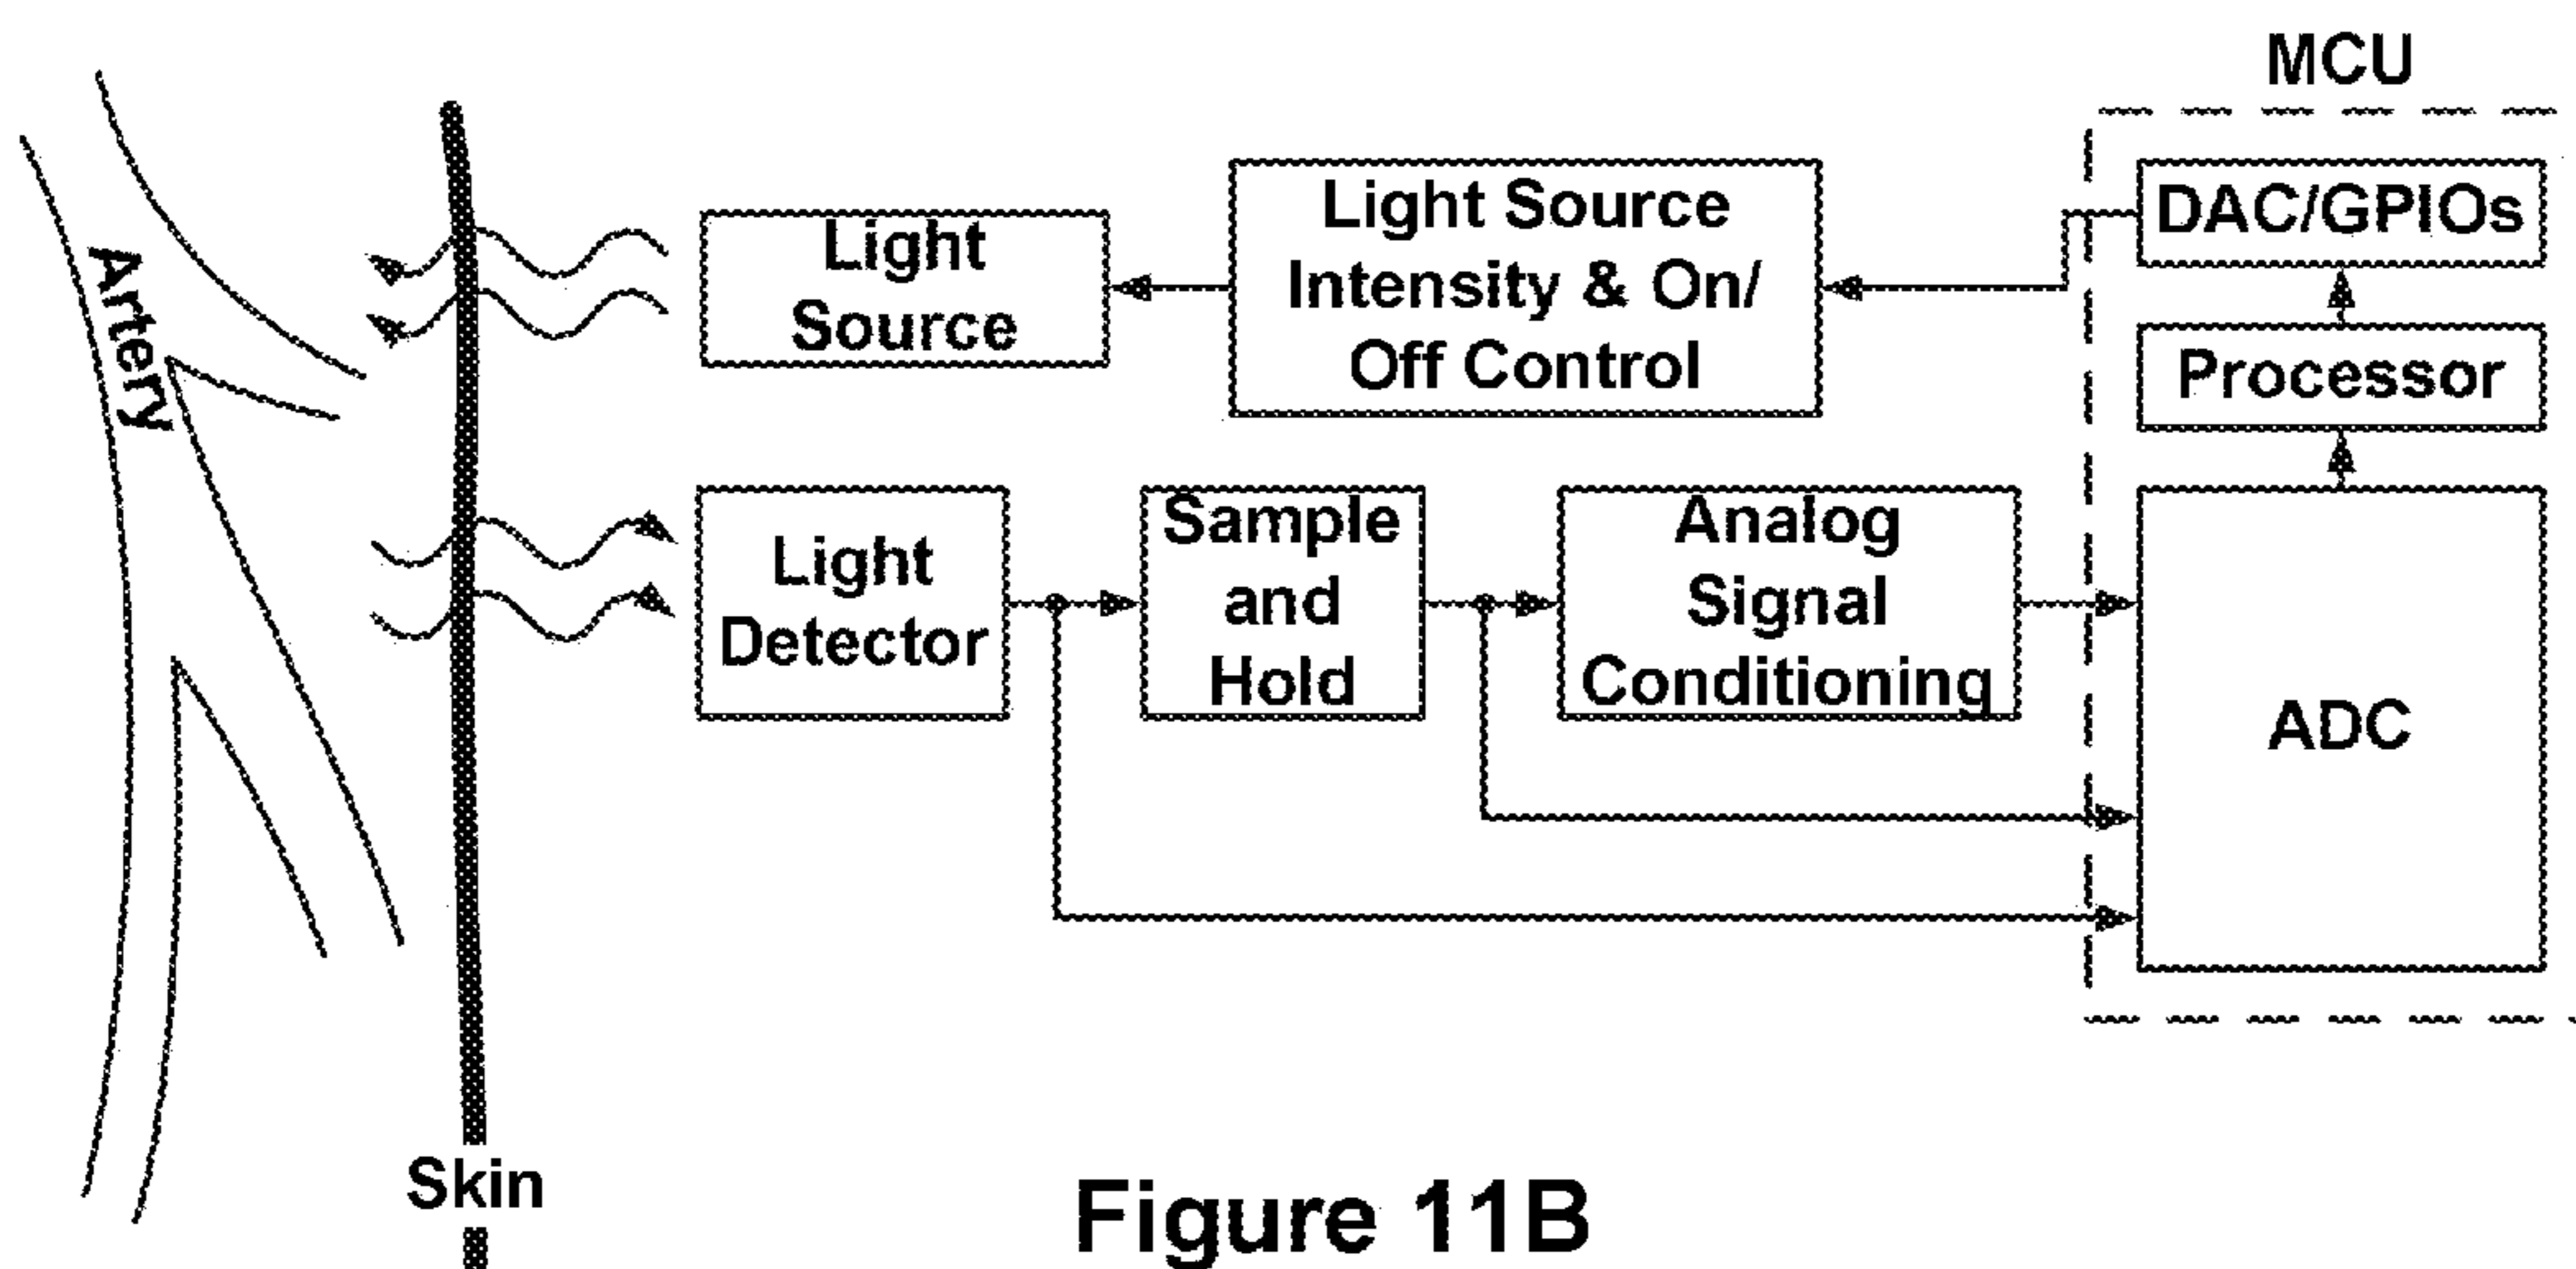 MCU
Light
Source
Light Source
Intensity & On/
Off Control
DAC/GPIOs
Processor
Artery
Light
Detector
Sample
and
Hold
Analog
Signal
Conditioning
ADC
Skin
Figure 11B